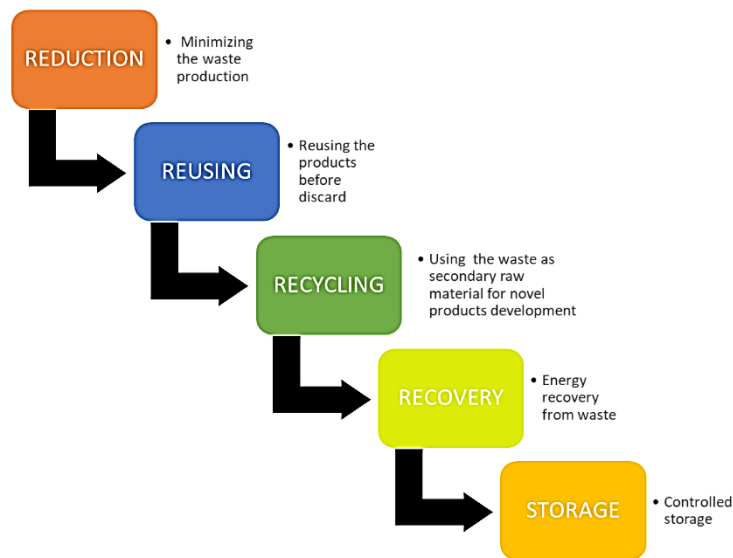 REDUCTION
• Minimizing
the waste
production
REUSING
• Reusing the
products
before
discard
RECYCLING
• Using the waste as
secondary raw
material for novel
products development
RECOVERY
• Energy
recovery
from waste
STORAGE
• Controlled
storage